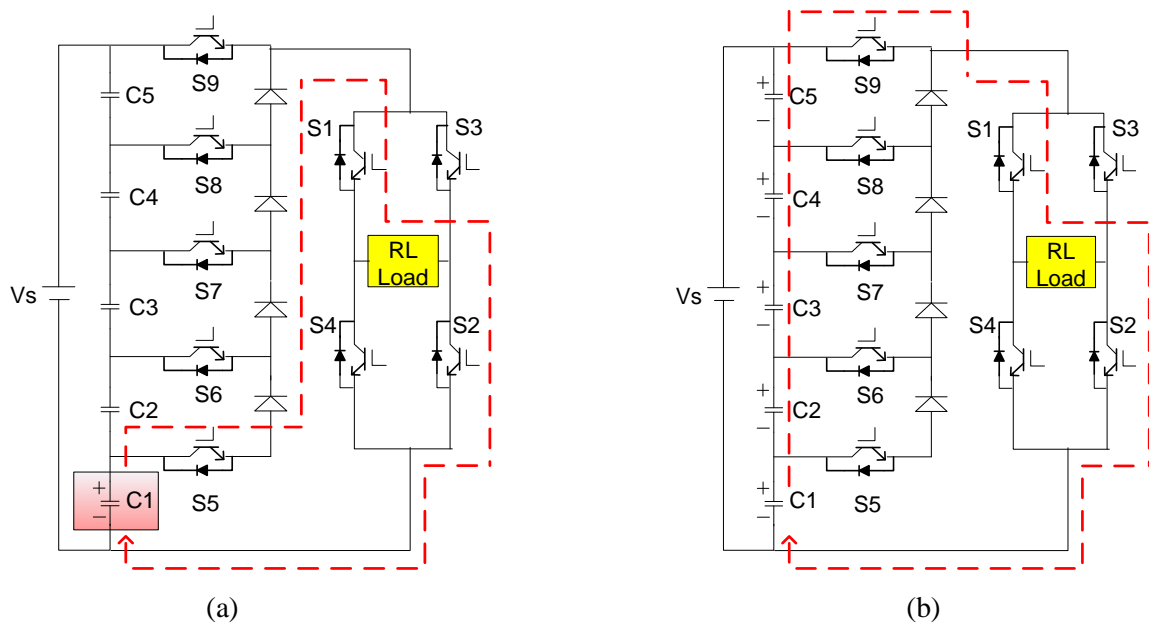 S9
C5
S1
S3
S8
C4
RL
Load
S7
Vs
C3
S4
S2
S6
C2
+
C1
−
S5
(a)
S9
+
C5
−
S1
S3
S8
+
C4
−
RL
Load
S7
Vs
+
C3
−
S4
S2
S6
+
C2
−
+
C1
−
S5
(b)